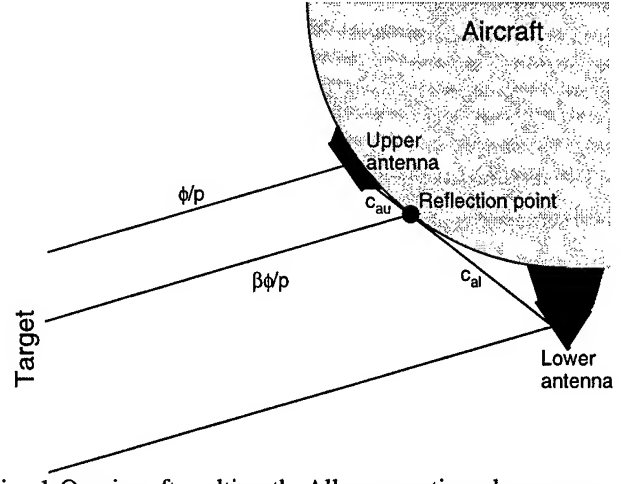 Aircraft
Upper
antenna
ϕ/p
c_au
Reflection point
βϕ/p
c_al
Target
Lower
antenna